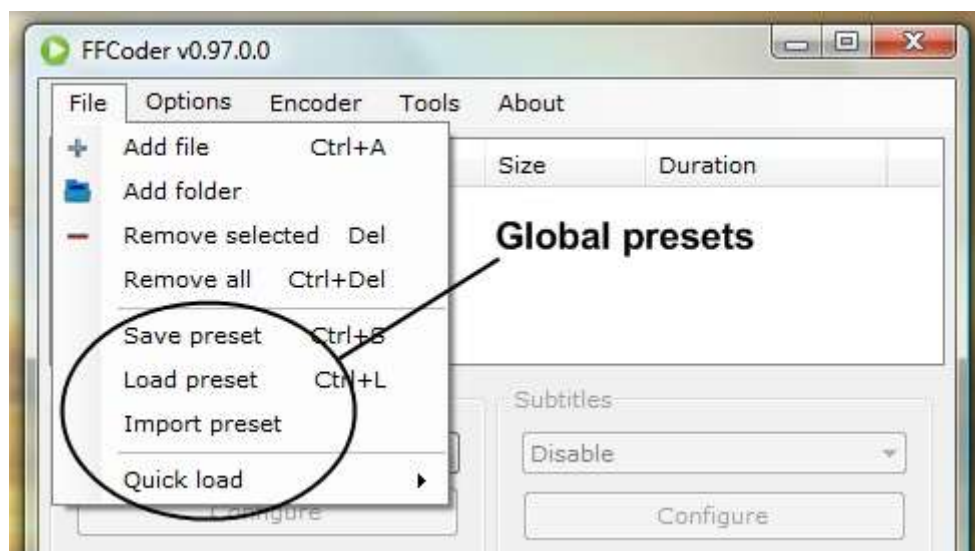 FFCoder v0.97.0.0
File Options Encoder Tools About
Add file Ctrl+A
Size Duration
Add folder
Remove selected Del
Global presets
Remove all Ctrl+Del
Save preset Ctrl+S
Load preset Ctrl+L
Subtitles
Import preset
Disable
Quick load
Configure
Configure